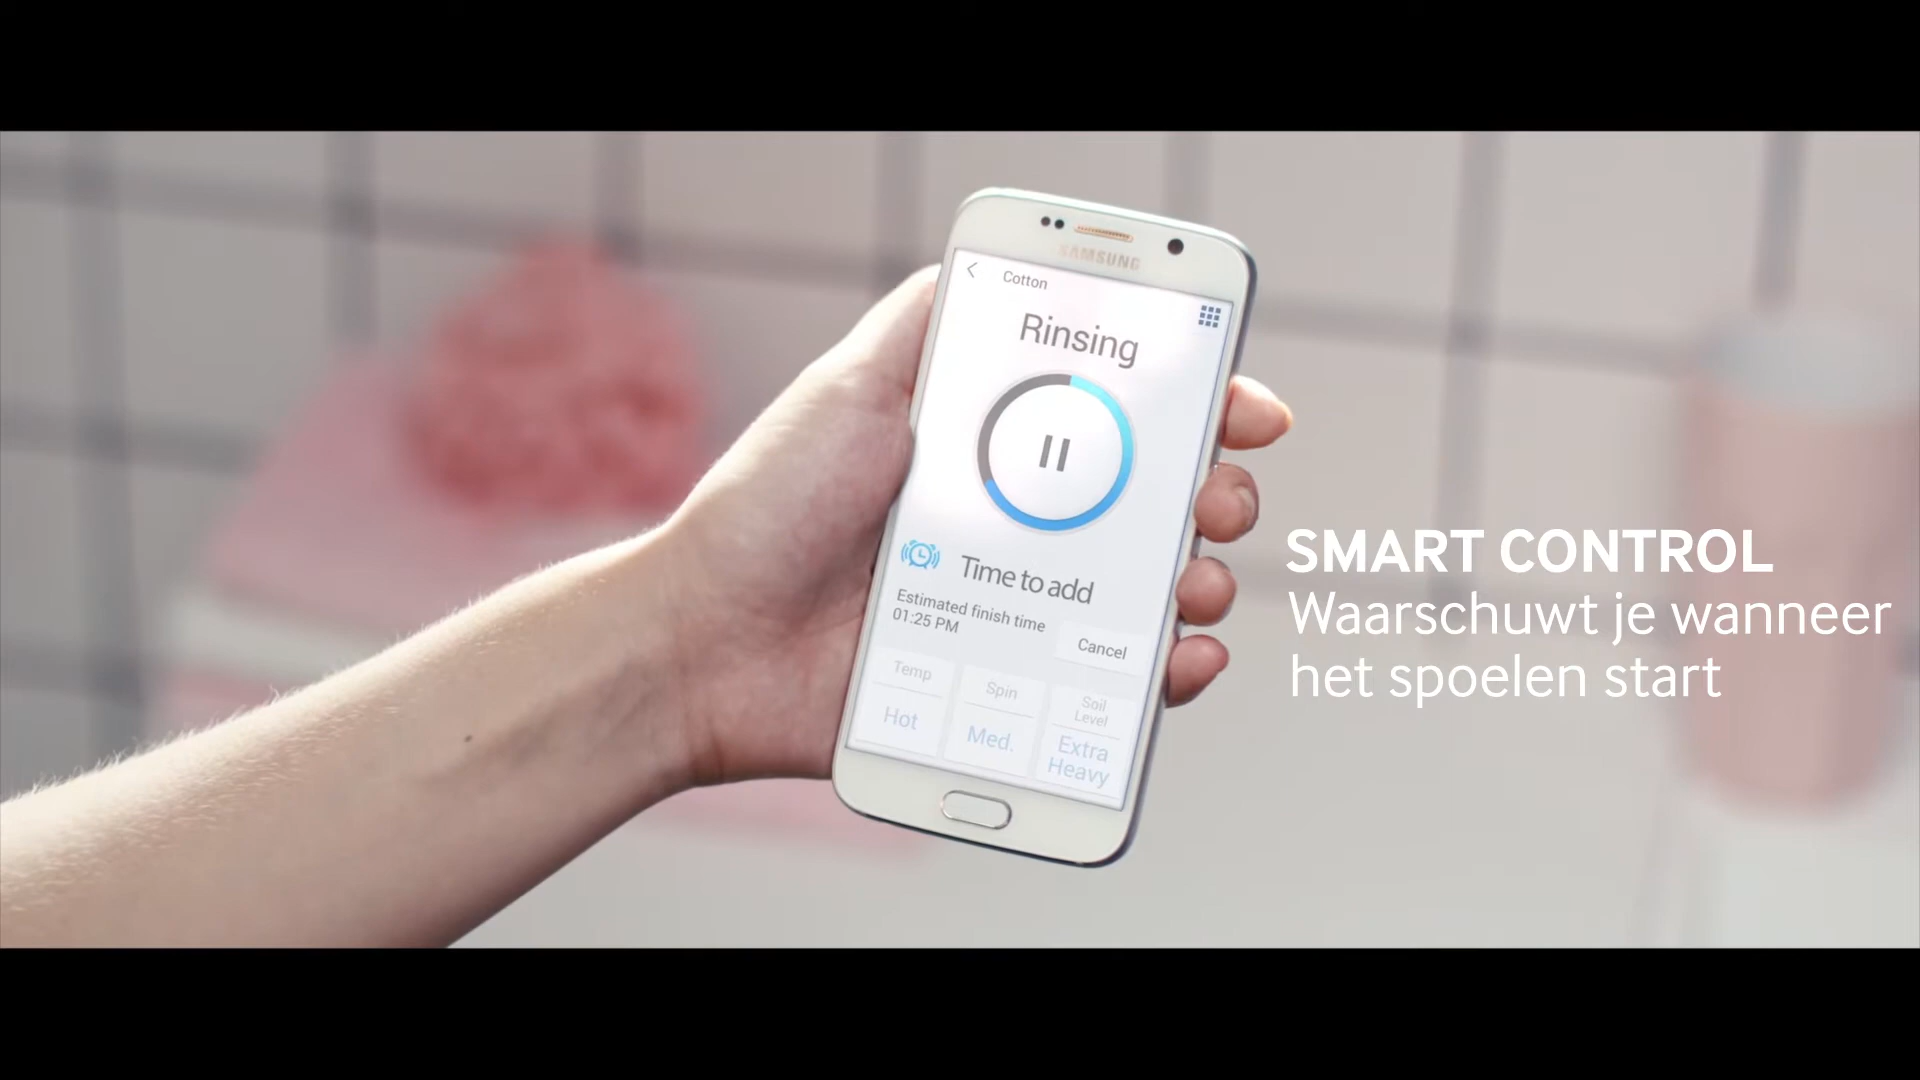 SAMSUNG
Cotton
Rinsing
Time to add
Estimated finish time
01:25 PM
Cancel
Temp
Hot
Spin
Med.
Soil
Level
Extra
Heavy
SMART CONTROL
Waarschuwt je wanneer
het spoelen start